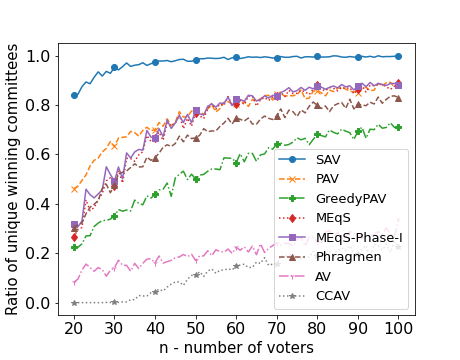 Ratio of unique winning committees
1.0
0.8
0.6
0.4
0.2
0.0
20 30 40 50 60 70 80 90 100
n - number of voters
SAV
PAV
GreedyPAV
MEqS
MEqS-Phase-I
Phragmen
AV
CCAV